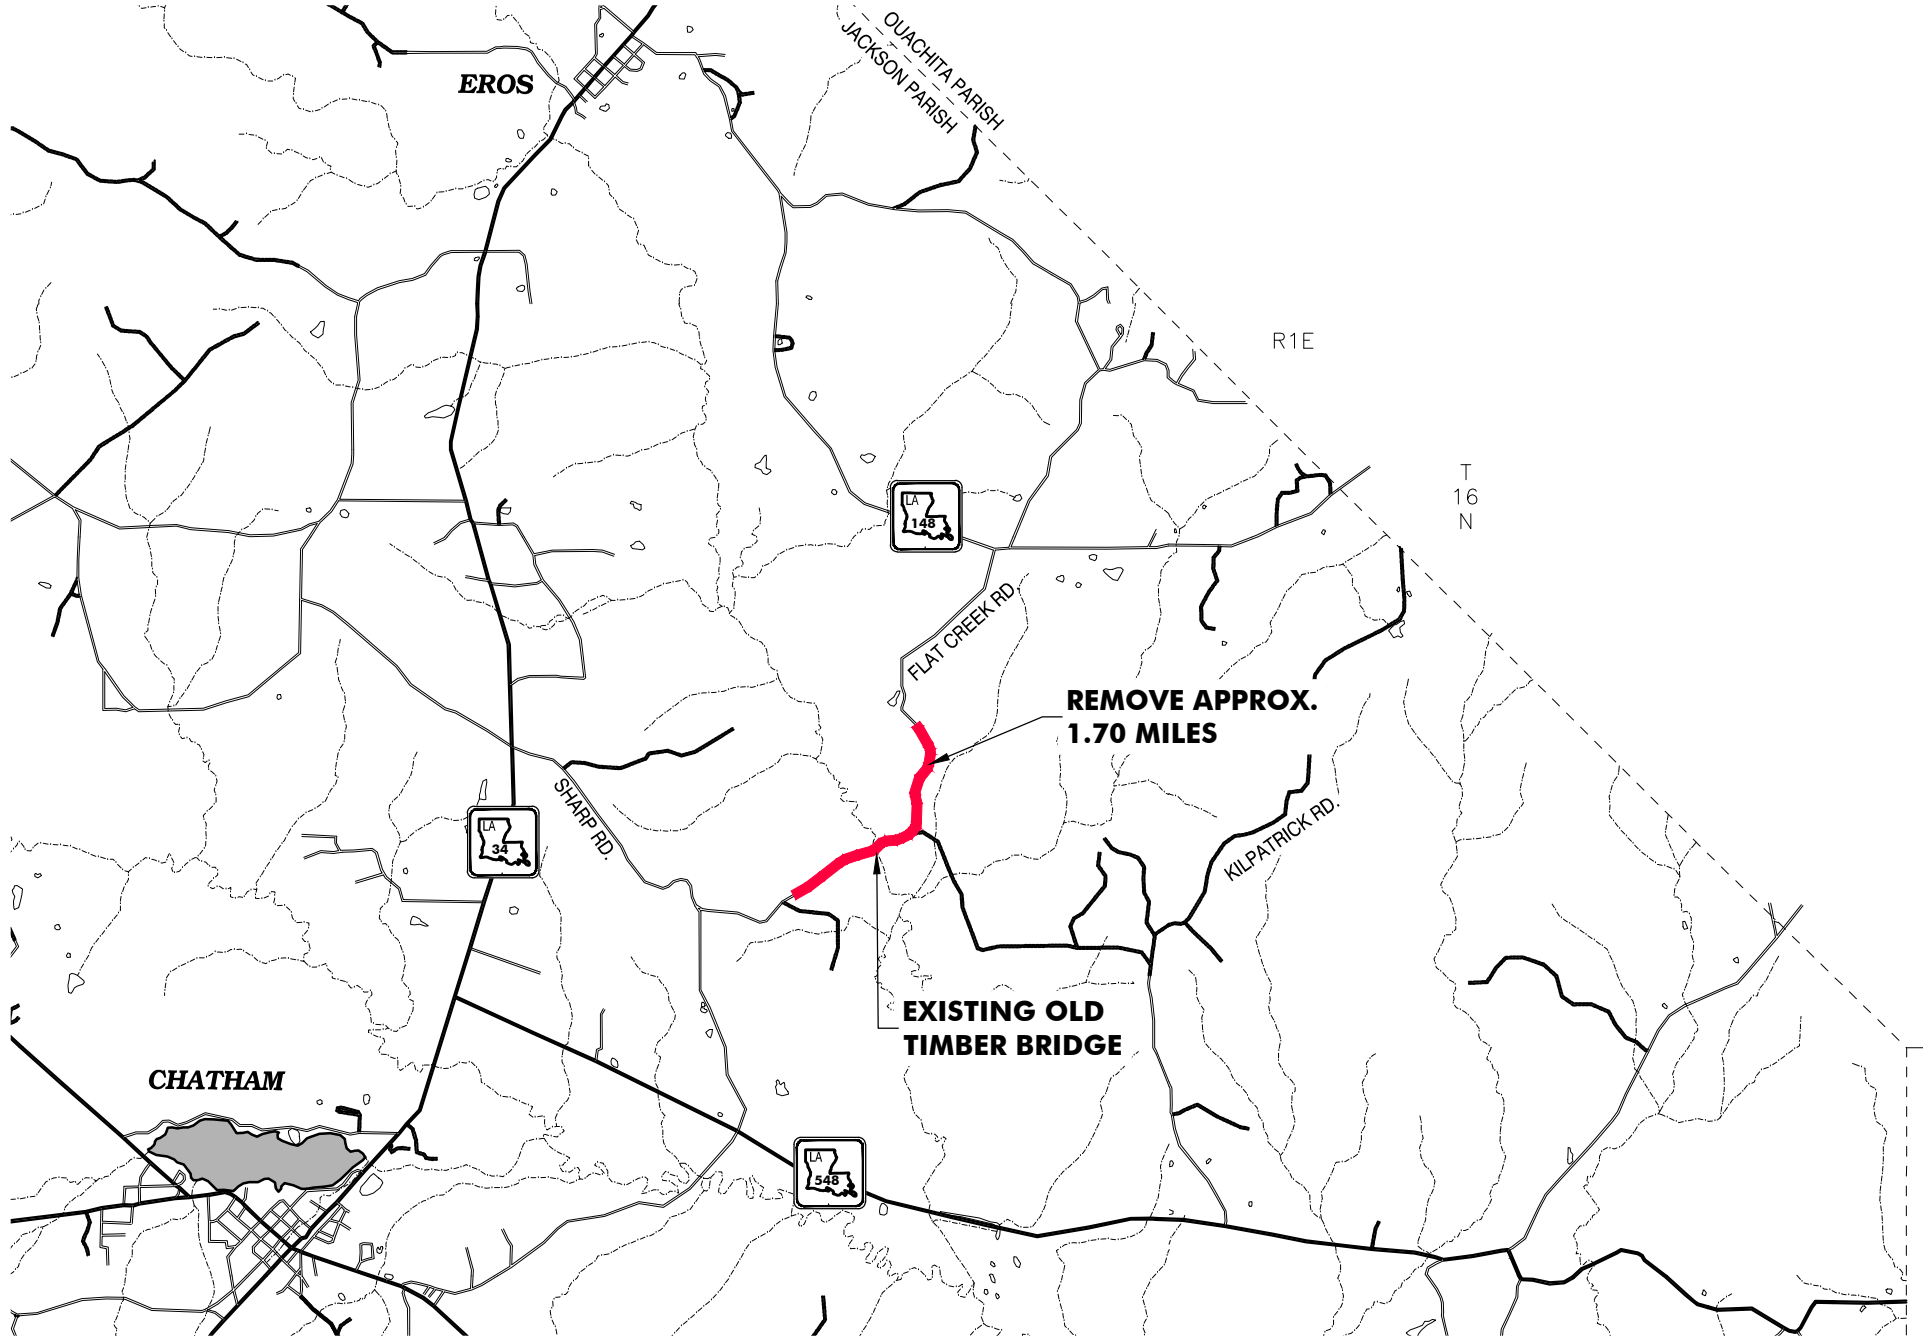 OUACHITA PARISH
JACKSON PARISH
EROS
R1E
T
16
N
LA
148
FLAT CREEK RD.
REMOVE APPROX.
1.70 MILES
SHARP RD.
KILPATRICK RD.
LA
34
EXISTING OLD
TIMBER BRIDGE
CHATHAM
LA
548